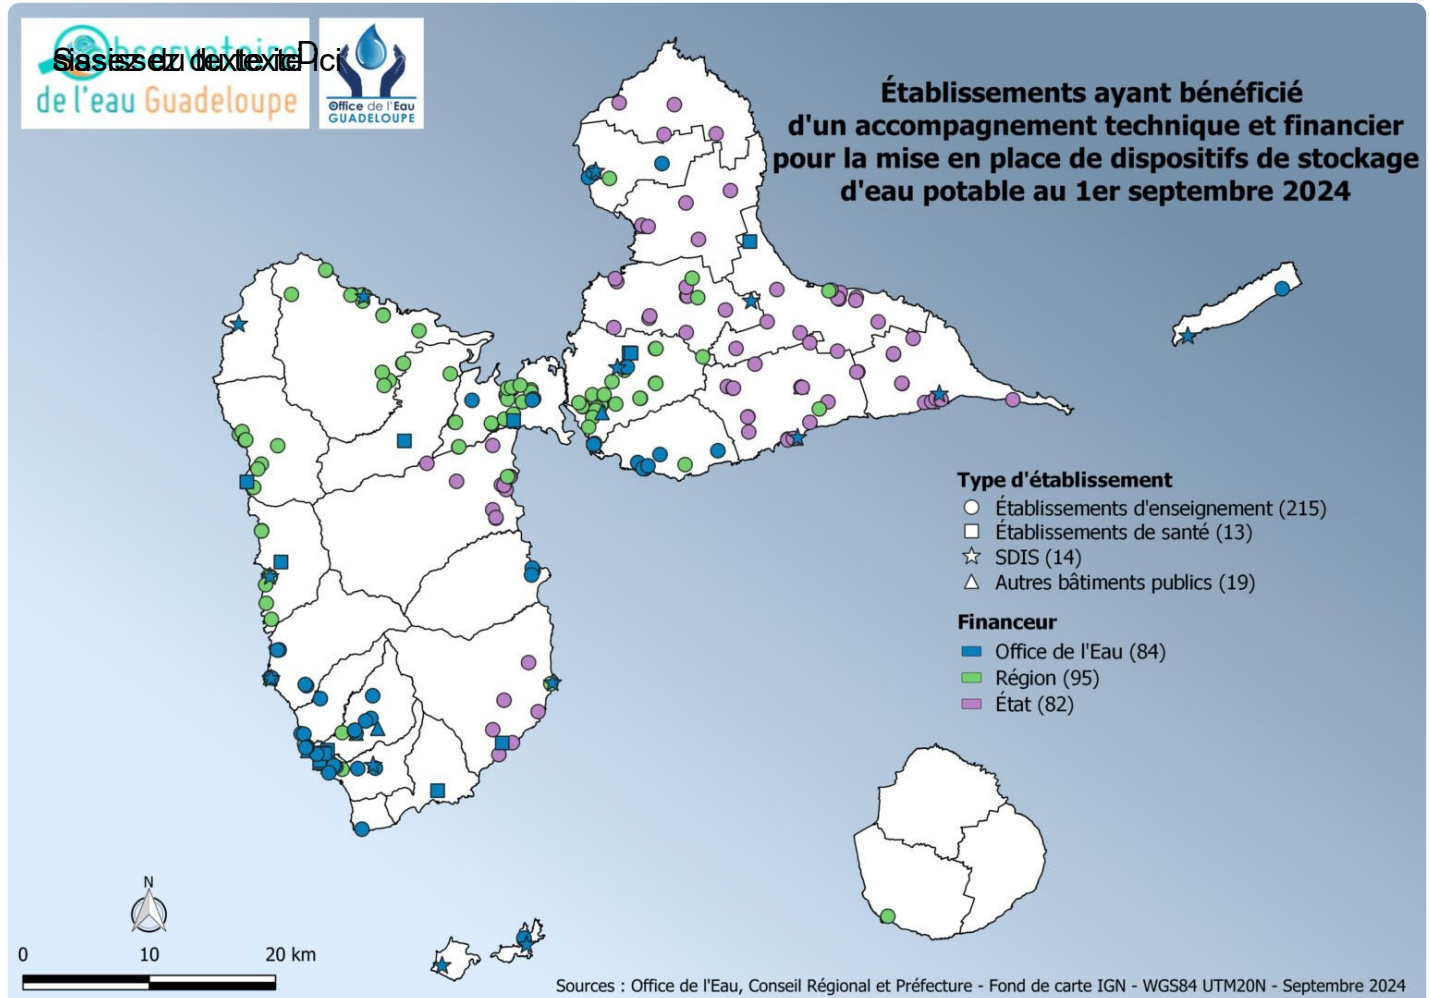 de l'eau Guadeloupe
Office de l'Eau
GUADELOUPE
Établissements ayant bénéficié
d'un accompagnement technique et financier
pour la mise en place de dispositifs de stockage
d'eau potable au 1er septembre 2024
Type d'établissement
Établissements d'enseignement (215)
Établissements de santé (13)
SDIS (14)
Autres bâtiments publics (19)
Financeur
Office de l'Eau (84)
Région (95)
État (82)
N
0 10 20 km
Sources : Office de l'Eau, Conseil Régional et Préfecture - Fond de carte IGN - WGS84 UTM20N - Septembre 2024